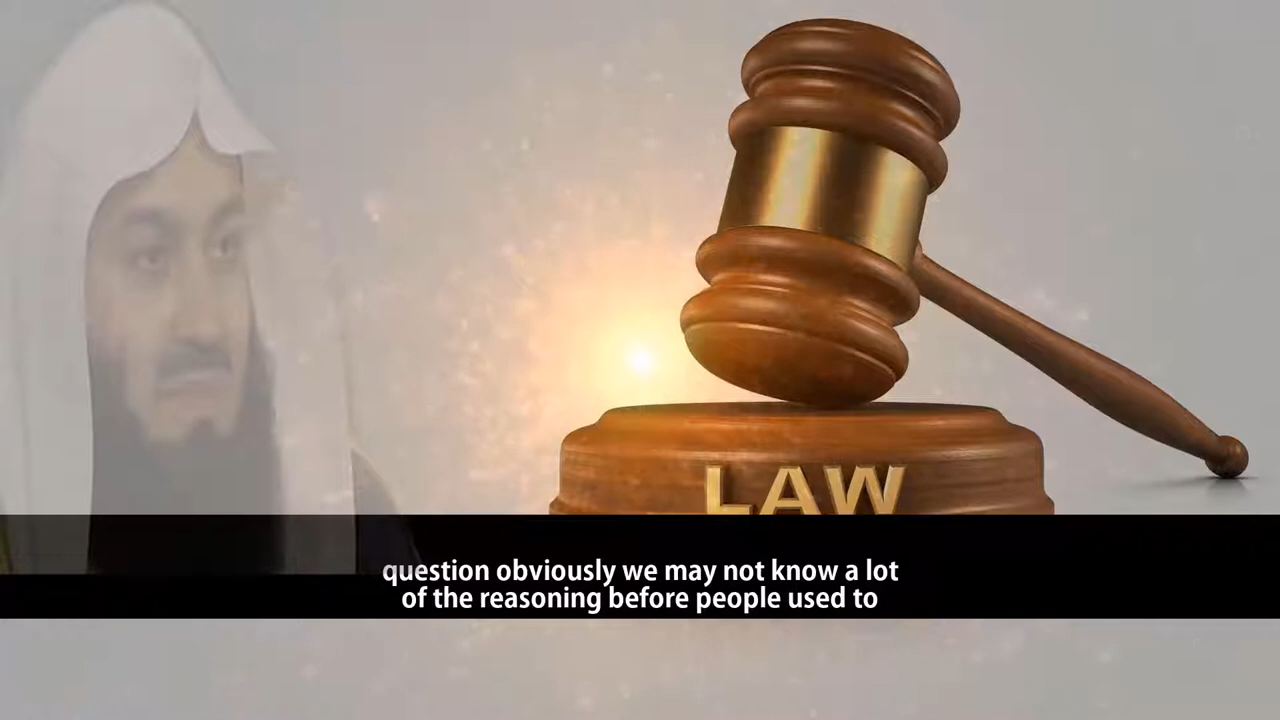 LAW
question obviously we may not know a lot
of the reasoning before people used to